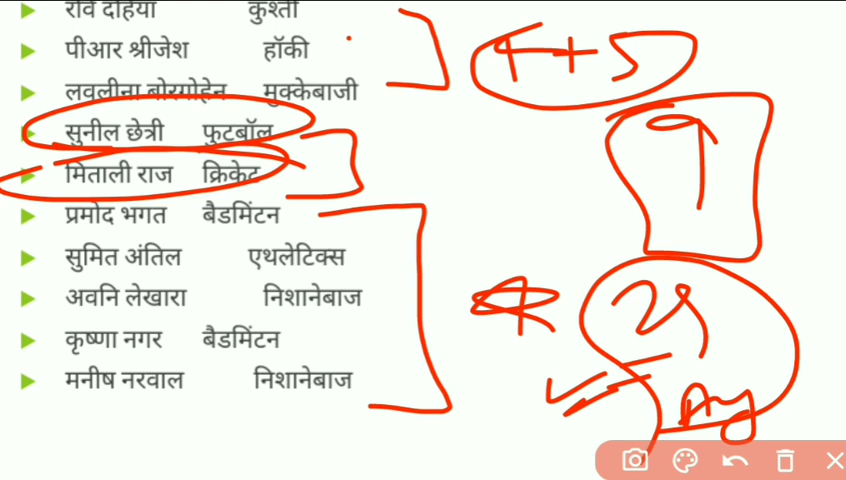 रवि दहिया कुश्ती
पीआर श्रीजेश हॉकी
लवलीना बोरगोहेन मुक्केबाजी
सुनील छेत्री फुटबॉल
मिताली राज क्रिकेट
प्रमोद भगत बैडमिंटन
सुमित अंतिल एथलेटिक्स
अवनि लेखारा निशानेबाज
कृष्णा नगर बैडमिंटन
मनीष नरवाल निशानेबाज